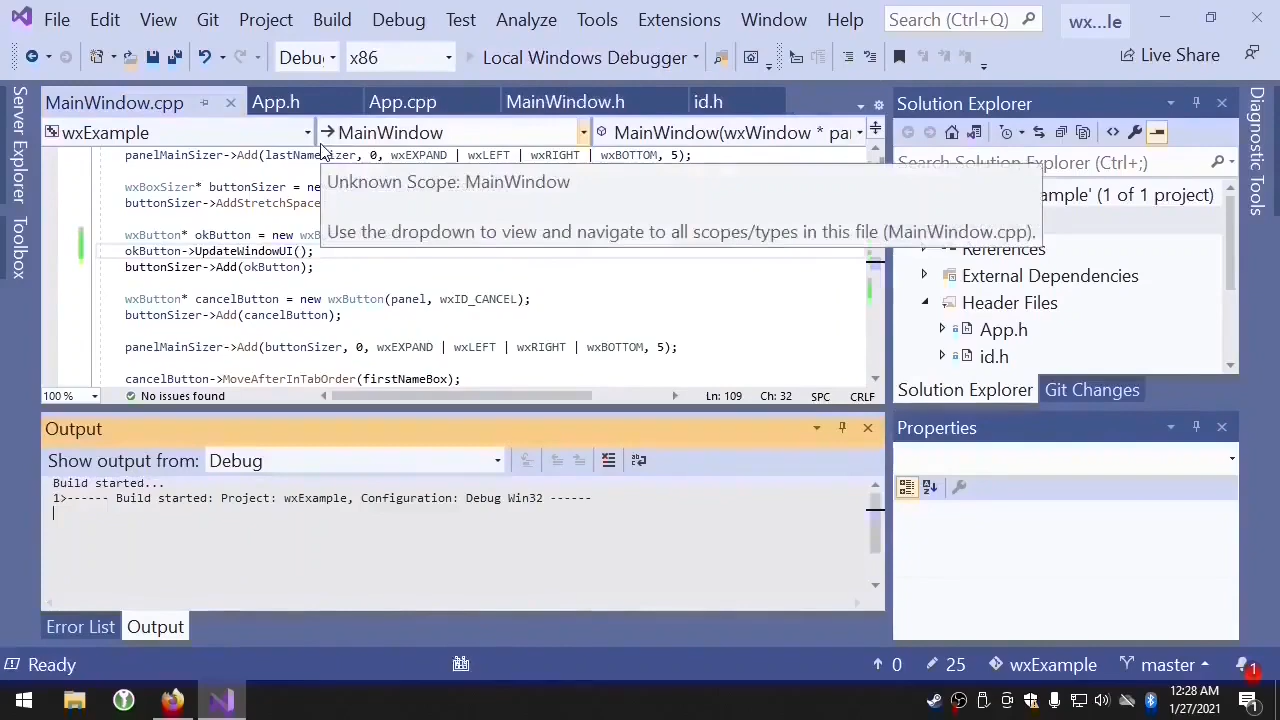 File Edit View Git Project Build Debug Test Analyze Tools Extensions Window Help Search (Ctrl+Q) wx...le
Debu x86 Local Windows Debugger Live Share
Server Explorer
Toolbox
MainWindow.cpp App.h App.cpp MainWindow.h id.h
wxExample MainWindow MainWindow(wxWindow * pa
panelMainSizer->Add(lastNameSizer, 0, wxEXPAND | wxLEFT | wxRIGHT | wxBOTTOM, 5);
Unknown Scope: MainWindow
Use the dropdown to view and navigate to all scopes/types in this file (MainWindow.cpp).
wxBoxSizer* buttonSizer = ne
buttonSizer->AddStretchSpace
wxButton* okButton = new wxB
okButton->UpdateWindowUI();
buttonSizer->Add(okButton);
wxButton* cancelButton = new wxButton(panel, wxID_CANCEL);
buttonSizer->Add(cancelButton);
panelMainSizer->Add(buttonSizer, 0, wxEXPAND | wxLEFT | wxRIGHT | wxBOTTOM, 5);
cancelButton->MoveAfterInTabOrder(firstNameBox);
100 % No issues found Ln: 109 Ch: 32 SPC CRLF
Output
Show output from: Debug
Build started...
1>------ Build started: Project: wxExample, Configuration: Debug Win32 ------
Error List Output
Solution Explorer
Search Solution Explorer (Ctrl+;)
ample' (1 of 1 project)
References
External Dependencies
Header Files
App.h
id.h
Solution Explorer Git Changes
Properties
Diagnostic Tools
Ready 0 25 wxExample master 1
12:28 AM
1/27/2021
1